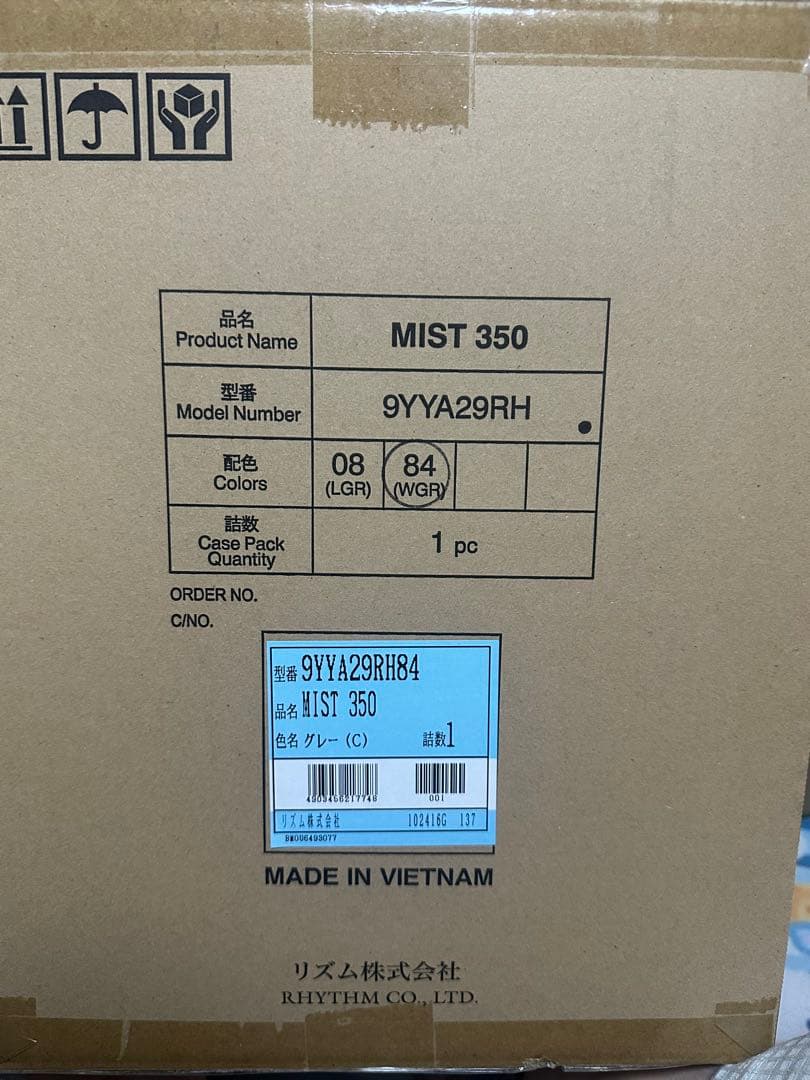 品名
Product Name
MIST 350
型番
Model Number
9YYA29RH
配色
Colors
08
(LGR)
84
(WGR)
詰数
Case Pack
Quantity
1 pc
ORDER NO.
C/NO.
型番 9YYA29RH84
品名 MIST 350
色名 グレー(C) 詰数 1
4903456217748 001
リズム株式会社 102416G 137
BM006493077
MADE IN VIETNAM
リズム株式会社
RHYTHM CO., LTD.